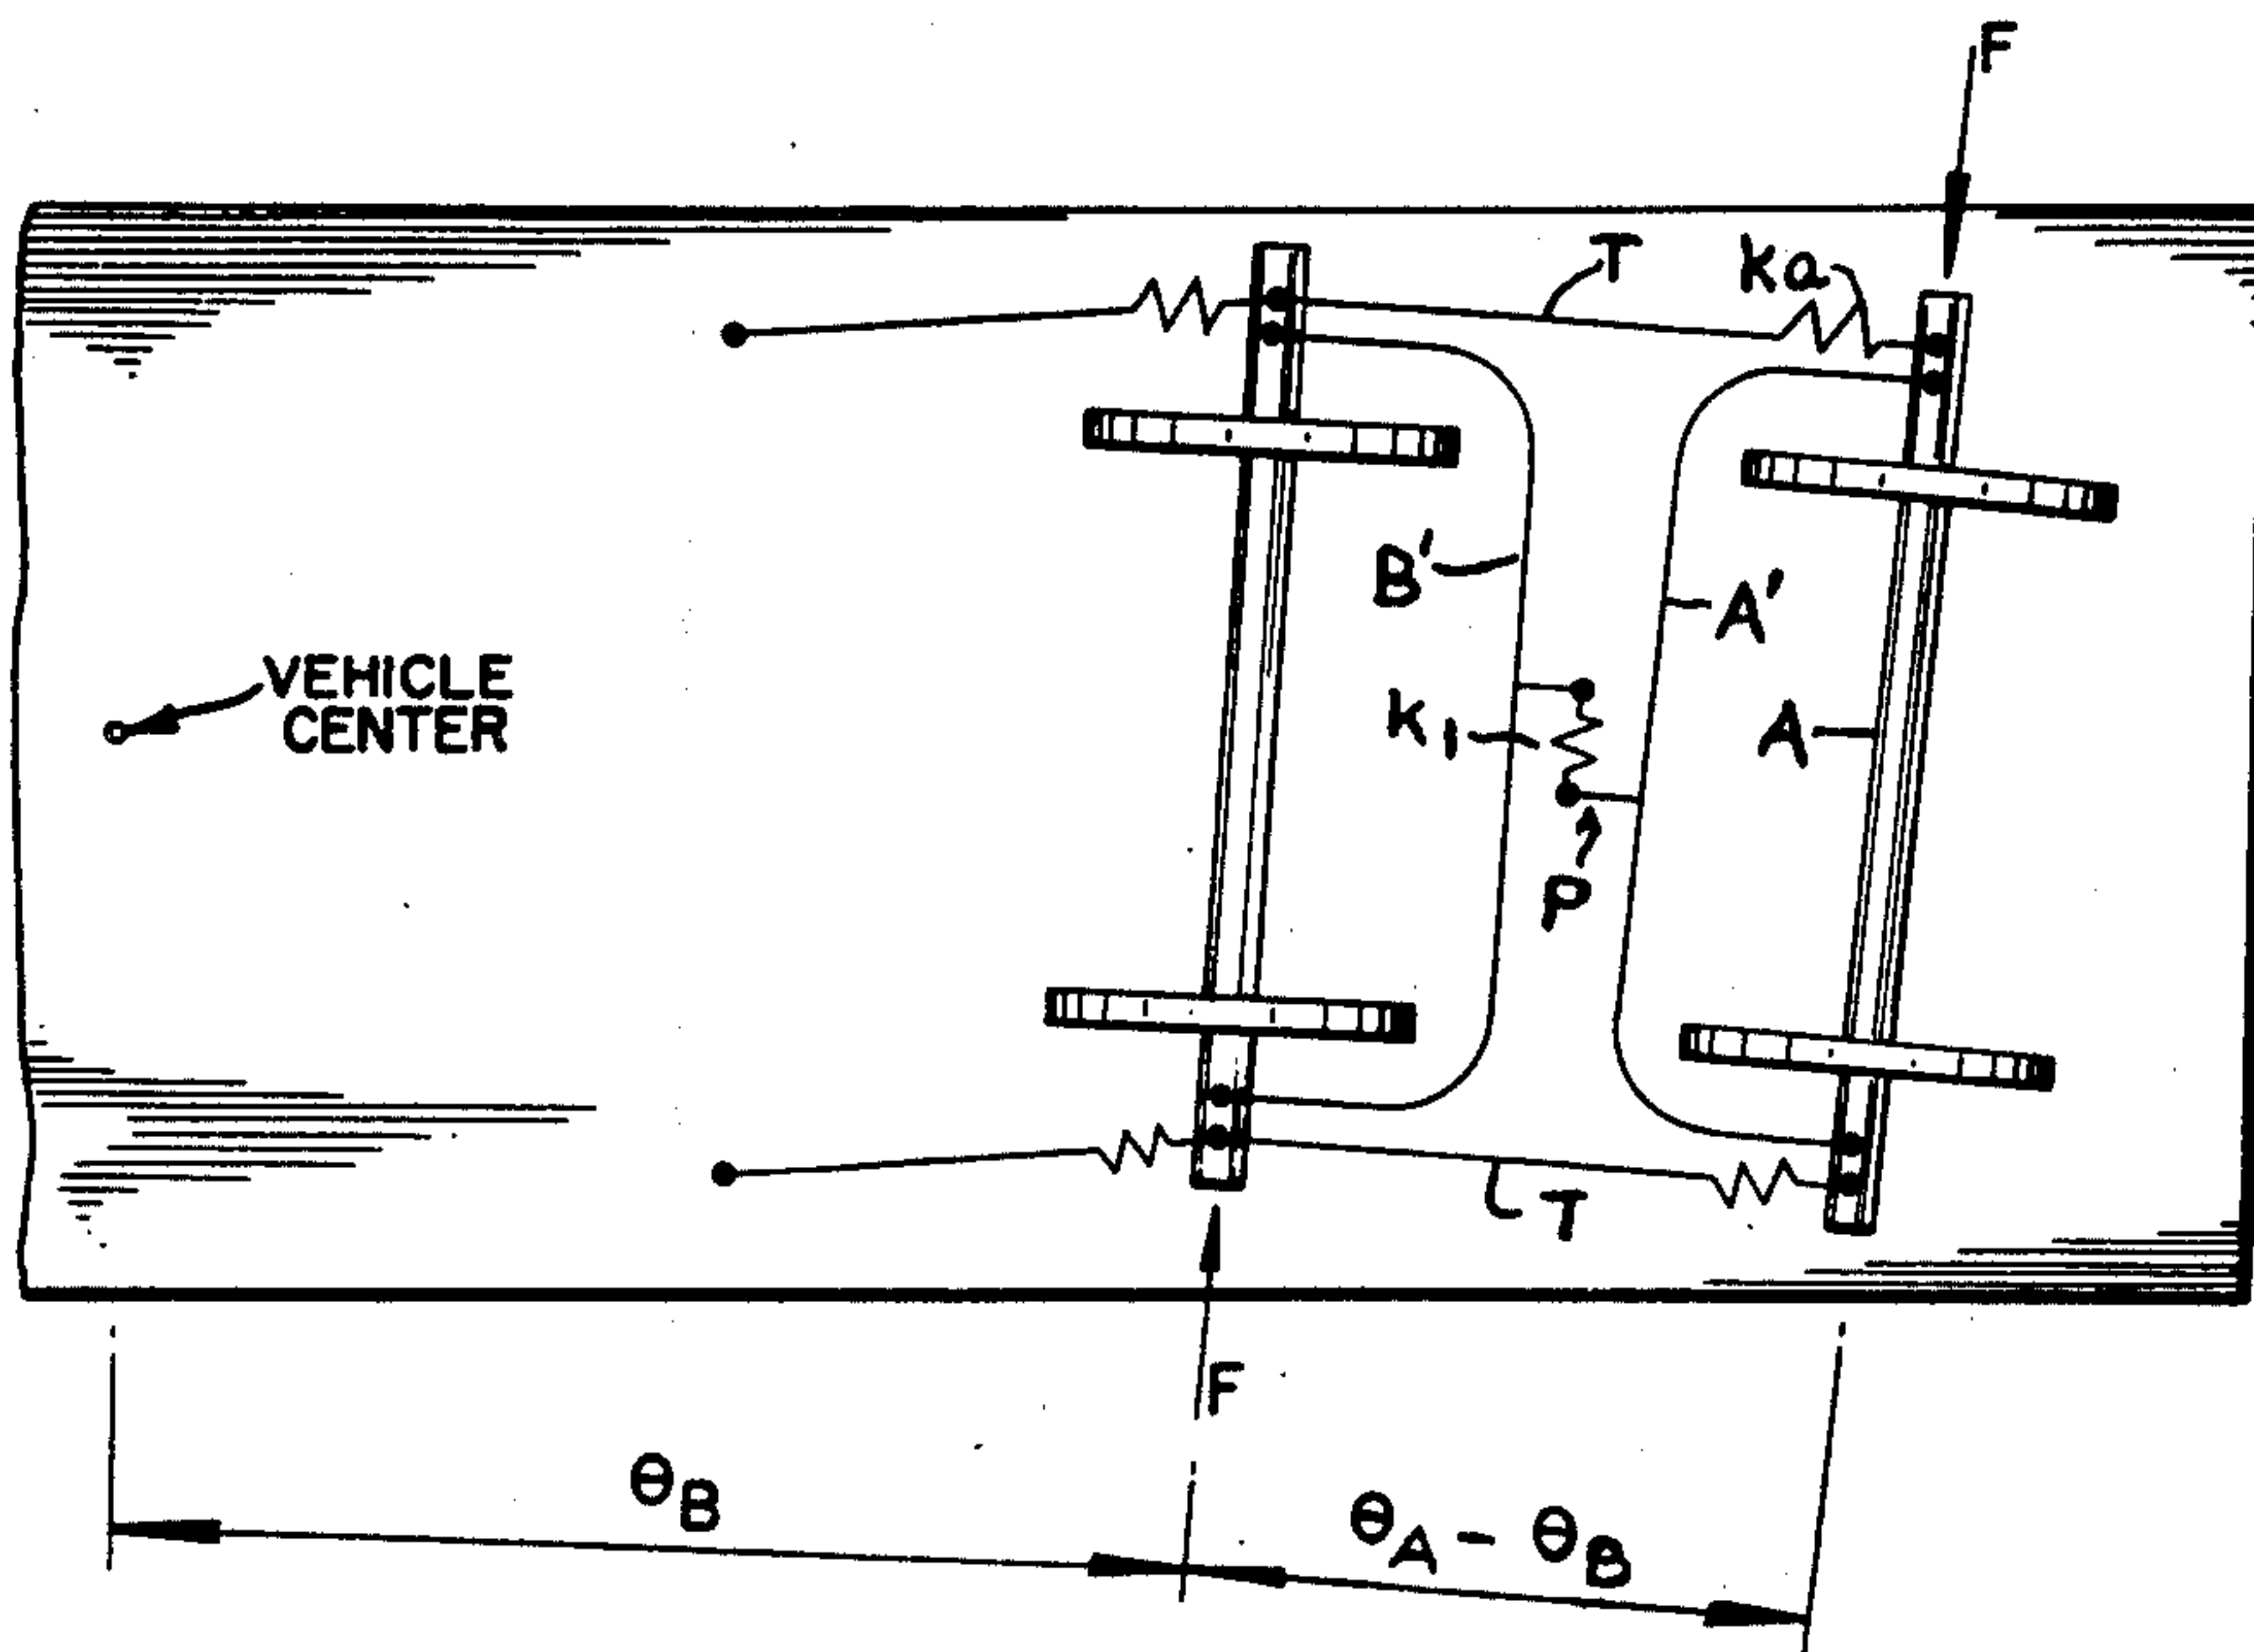 F
T
ka
B'
A'
VEHICLE
CENTER
K1
A
P
T
F
θB
θA - θB